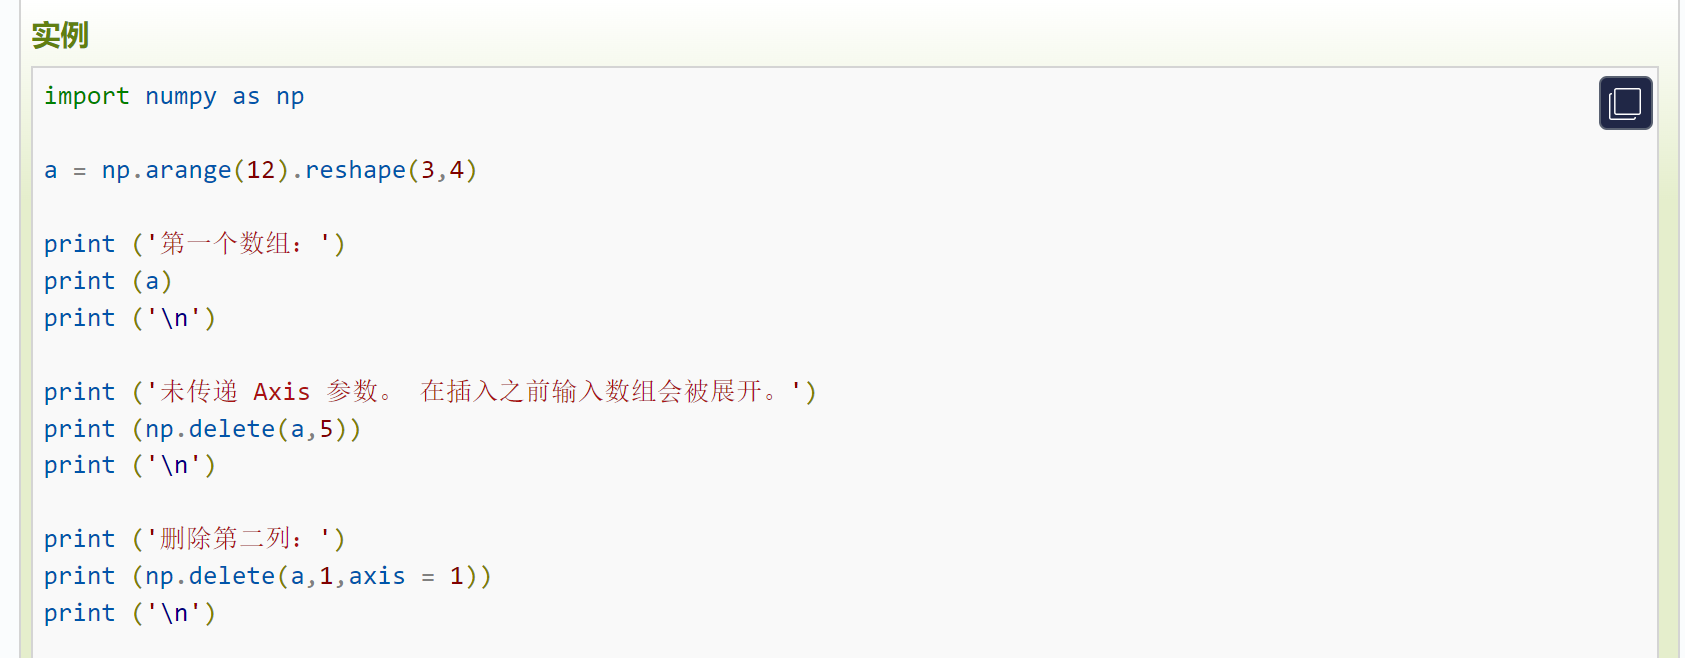 实例
import numpy as np
a = np.arange(12).reshape(3,4)
print ('第一个数组：')
print (a)
print ('\n')
print ('未传递 Axis 参数。 在插入之前输入数组会被展开。')
print (np.delete(a,5))
print ('\n')
print ('删除第二列：')
print (np.delete(a,1,axis = 1))
print ('\n')